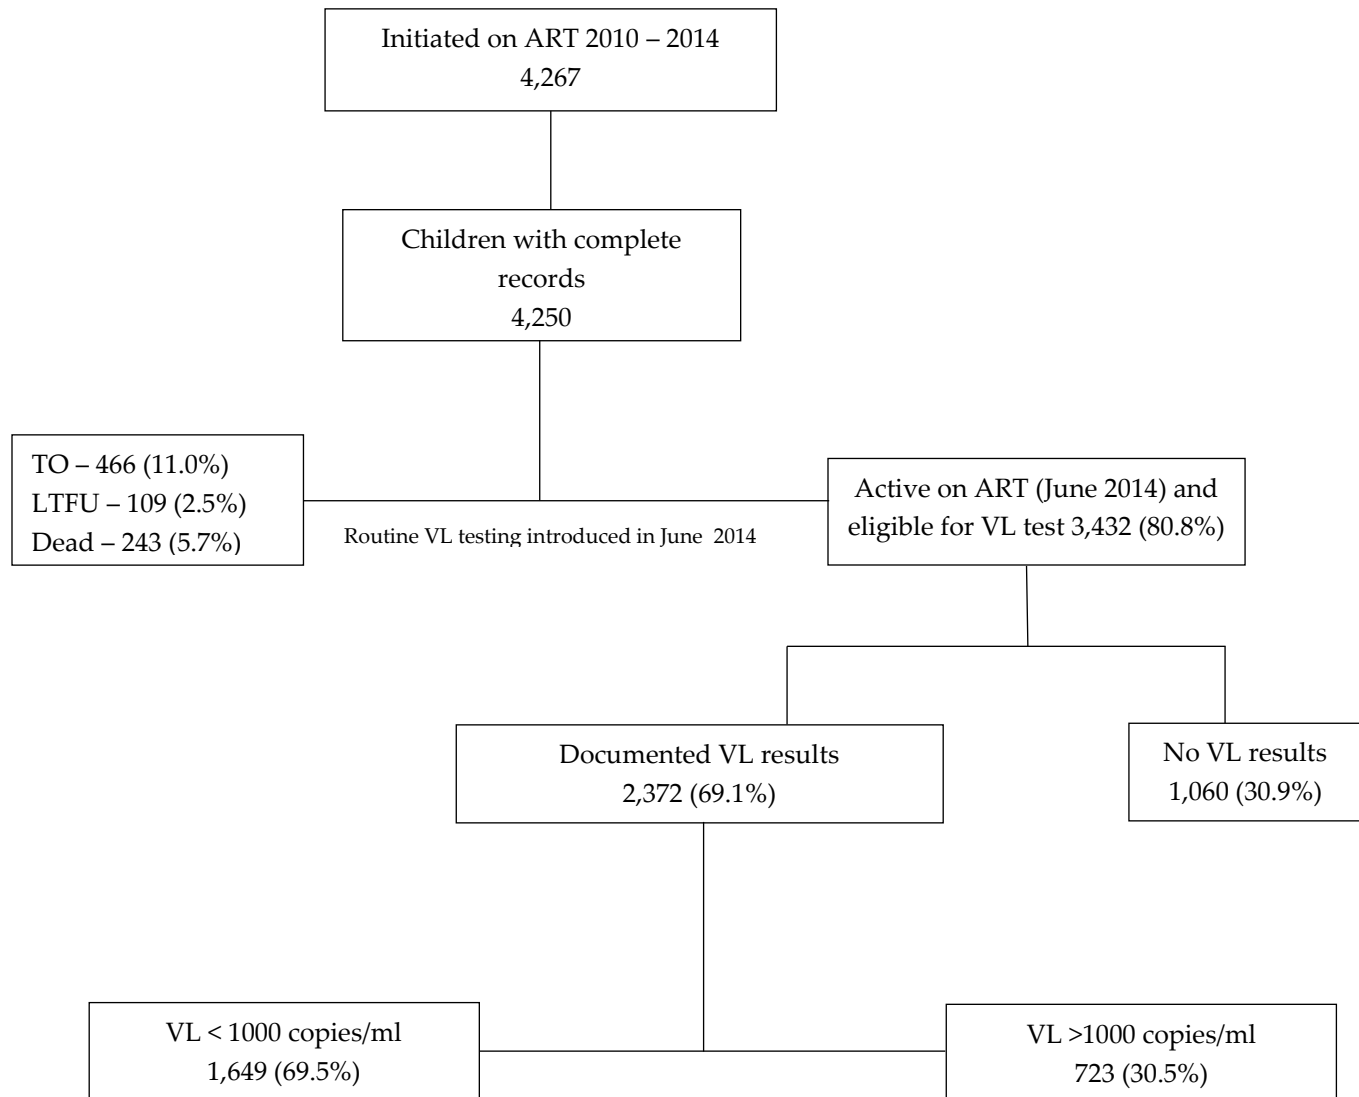 Initiated on ART 2010 – 2014
4,267
Children with complete
records
4,250
TO – 466 (11.0%)
LTFU – 109 (2.5%)
Dead – 243 (5.7%)
Routine VL testing introduced in June 2014
Active on ART (June 2014) and
eligible for VL test 3,432 (80.8%)
Documented VL results
2,372 (69.1%)
No VL results
1,060 (30.9%)
VL < 1000 copies/ml
1,649 (69.5%)
VL >1000 copies/ml
723 (30.5%)